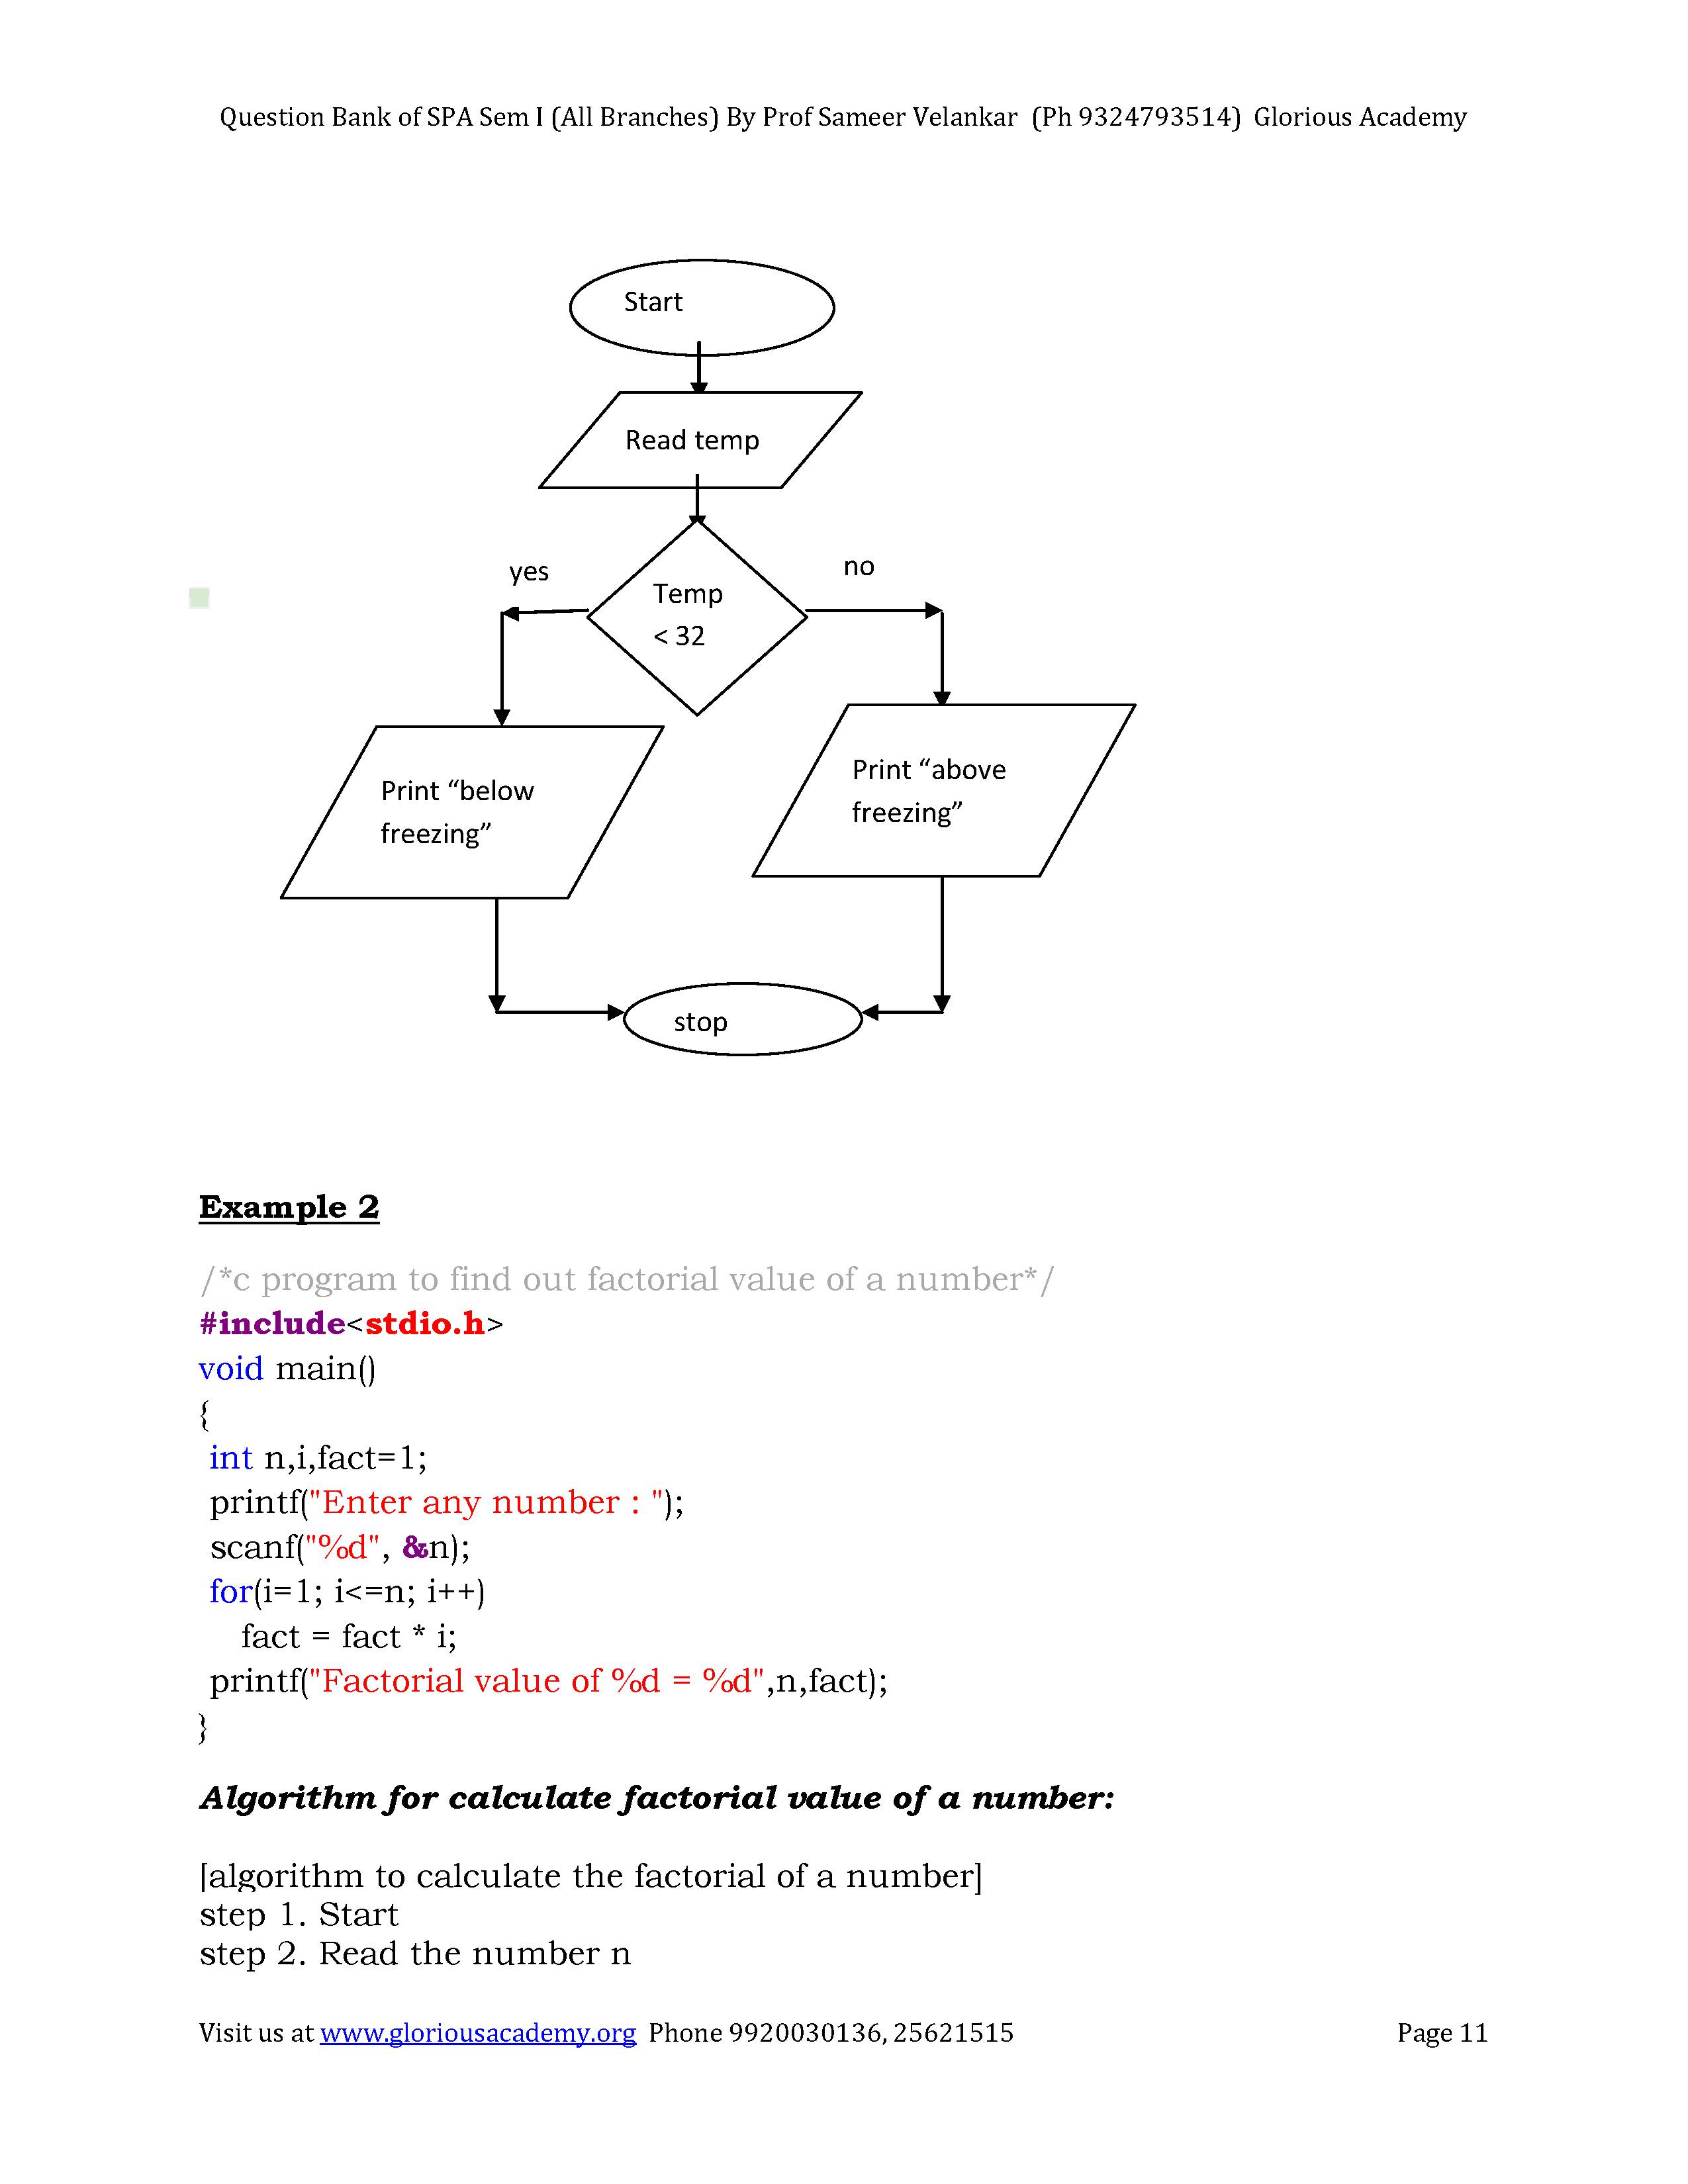 Question Bank of SPA Sem I (All Branches) By Prof Sameer Velankar (Ph 9324793514) Glorious Academy
Start
Read temp
yes
no
Temp
< 32
Print “above
freezing”
Print “below
freezing”
stop
Example 2
/*c program to find out factorial value of a number*/
#include<stdio.h>
void main()
{
int n,i,fact=1;
printf("Enter any number : ");
scanf("%d", &n);
for(i=1; i<=n; i++)
fact = fact * i;
printf("Factorial value of %d = %d",n,fact);
}
Algorithm for calculate factorial value of a number:
[algorithm to calculate the factorial of a number]
step 1. Start
step 2. Read the number n
Visit us at www.gloriousacademy.org Phone 9920030136, 25621515 Page 11